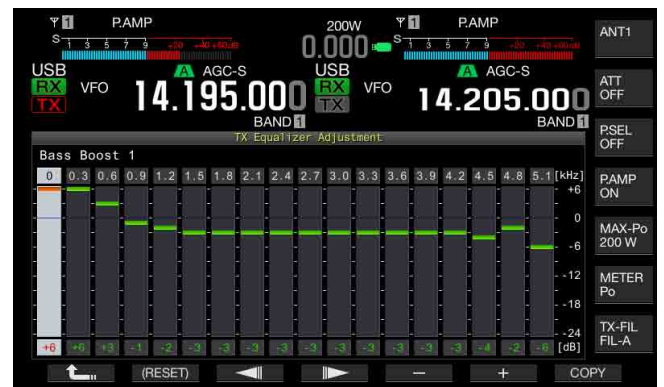 1 P.AMP 200W 1 P.AMP ANT1
S 1 3 5 7 9 +20 +40 +60dB 0.000 S 1 3 5 7 9 +20 +40 +60dB
USB A AGC-S USB A AGC-S ATT OFF
RX VFO 14.195.000 RX VFO 14.205.000
TX TX
BAND 1 BAND 1
P.SEL OFF
TX Equalizer Adjustment
Bass Boost 1
0 0.3 0.6 0.9 1.2 1.5 1.8 2.1 2.4 2.7 3.0 3.3 3.6 3.9 4.2 4.5 4.8 5.1 [kHz]
+6
P.AMP ON
0
MAX-Po 200 W
-6
-12
METER Po
-18
-24
TX-FIL FIL-A
+6 +6 +3 -1 -2 -3 -3 -3 -3 -3 -3 -3 -3 -3 -3 -4 -2 -6 [dB]
(RESET) − + COPY